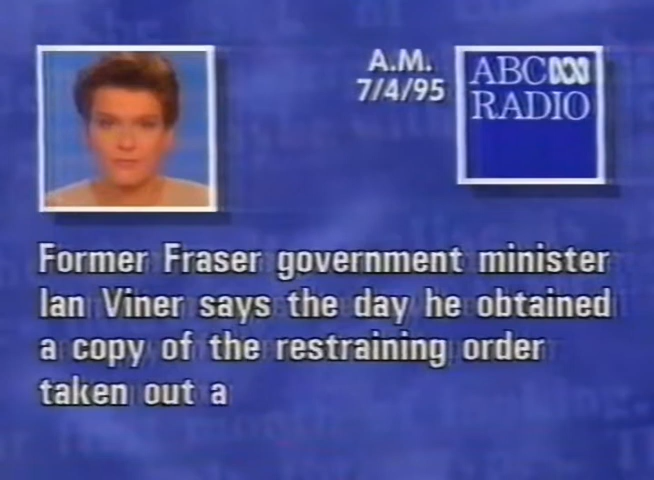 A.M.
7/4/95
ABC
RADIO
Former Fraser government minister
Ian Viner says the day he obtained
a copy of the restraining order
taken out a